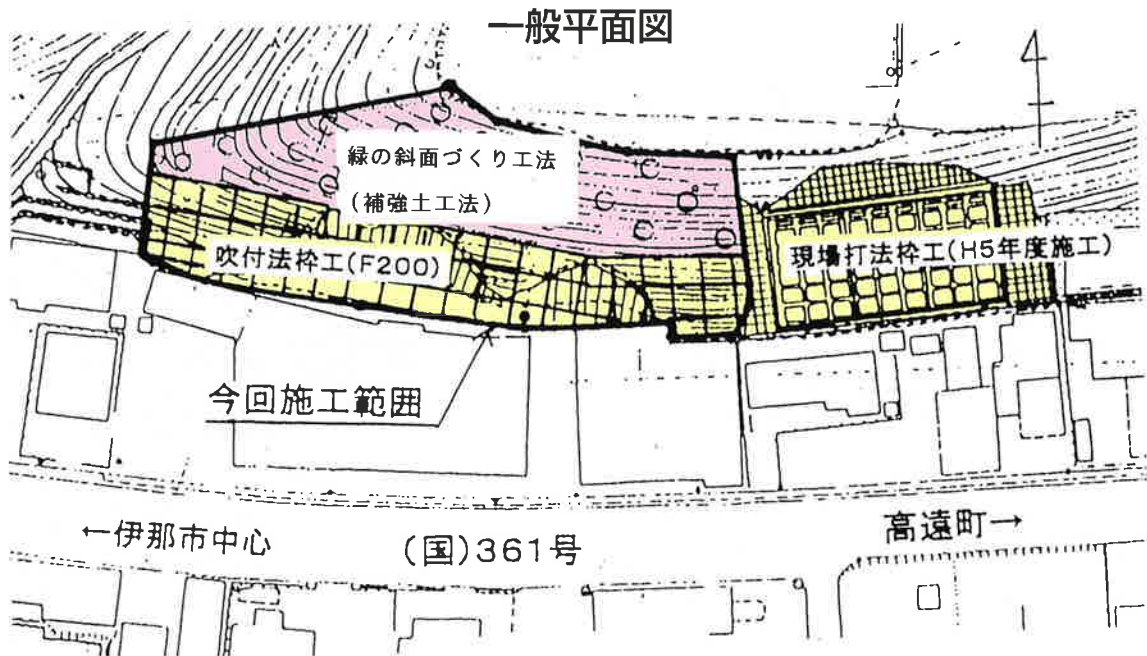 一般平面図
緑の斜面づくり工法
(補強土工法)
吹付法枠工(F200)
現場打法枠工(H5年度施工)
今回施工範囲
←伊那市中心
(国)361号
高遠町→